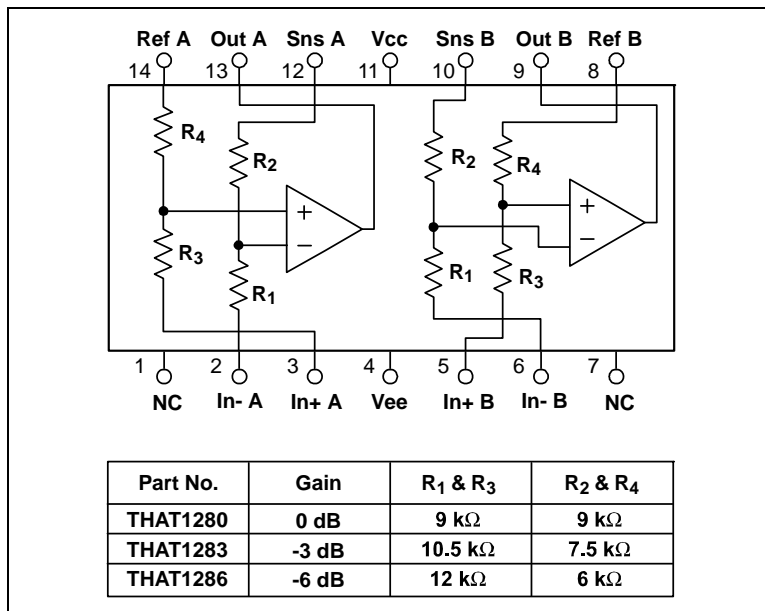 Ref A Out A Sns A Vcc Sns B Out B Ref B
14 13 12 11 10 9 8
R4 R2 R2 R4
+ +
− −
R3 R1 R1 R3
1 2 3 4 5 6 7
NC In- A In+ A Vee In+ B In- B NC
Part No. Gain R1 & R3 R2 & R4
THAT1280 0 dB 9 kΩ 9 kΩ
THAT1283 -3 dB 10.5 kΩ 7.5 kΩ
THAT1286 -6 dB 12 kΩ 6 kΩ